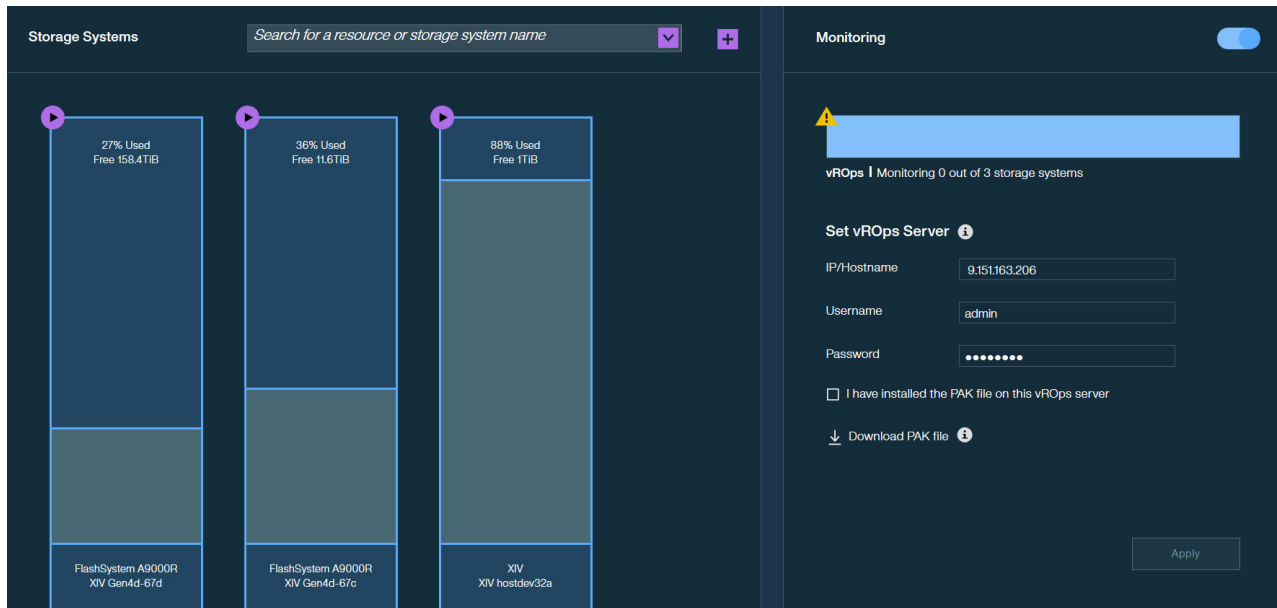 Storage Systems
Search for a resource or storage system name
27% Used
Free 158.4TiB
36% Used
Free 11.6TiB
88% Used
Free 1TiB
FlashSystem A9000R
XIV Gen4d-67d
FlashSystem A9000R
XIV Gen4d-67c
XIV
XIV hostdev32a
Monitoring
vROps | Monitoring 0 out of 3 storage systems
Set vROps Server
IP/Hostname
9.151.163.206
Username
admin
Password
••••••••
I have installed the PAK file on this vROps server
Download PAK file
Apply